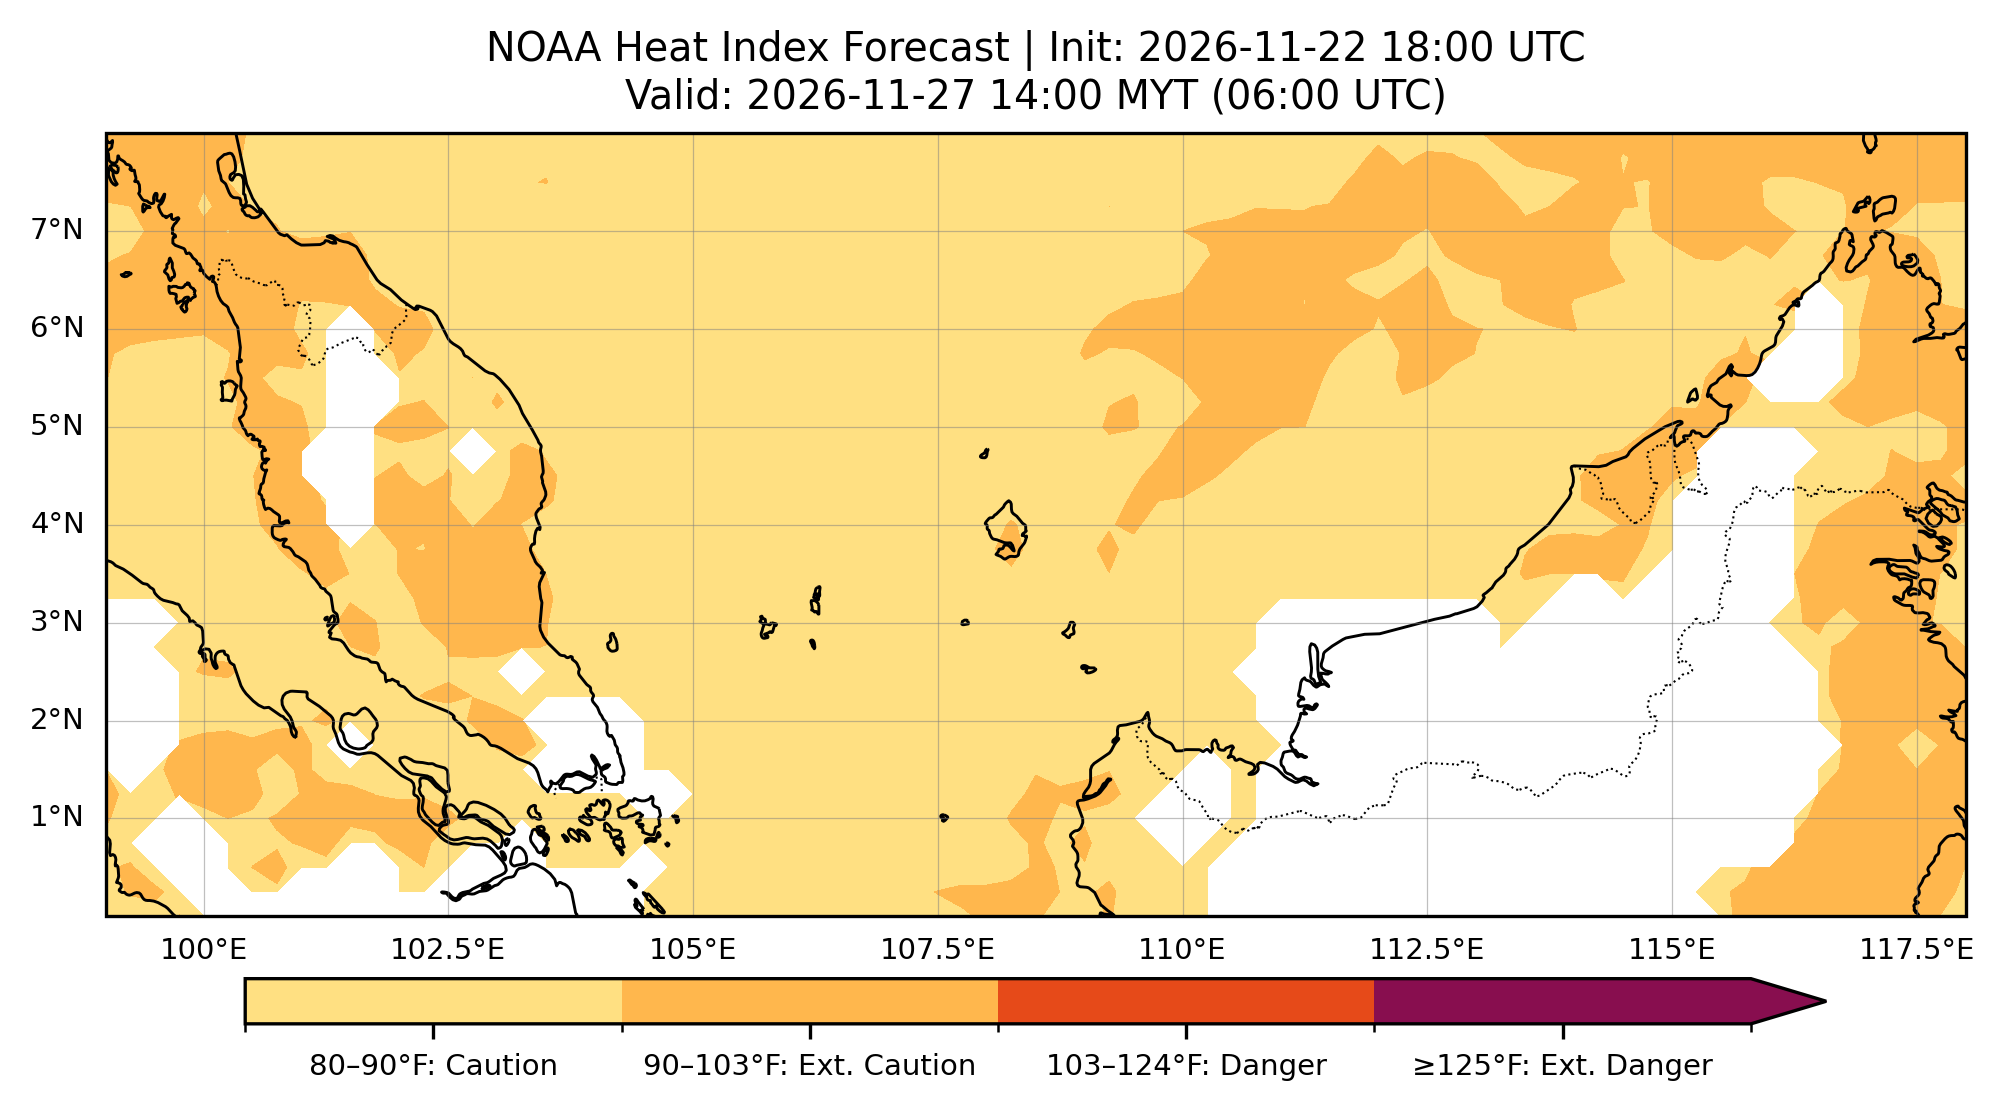 NOAA Heat Index Forecast | Init: 2026-11-22 18:00 UTC
Valid: 2026-11-27 14:00 MYT (06:00 UTC)
7°N
6°N
5°N
4°N
3°N
2°N
1°N
100°E 102.5°E 105°E 107.5°E 110°E 112.5°E 115°E 117.5°E
80–90°F: Caution 90–103°F: Ext. Caution 103–124°F: Danger ≥125°F: Ext. Danger